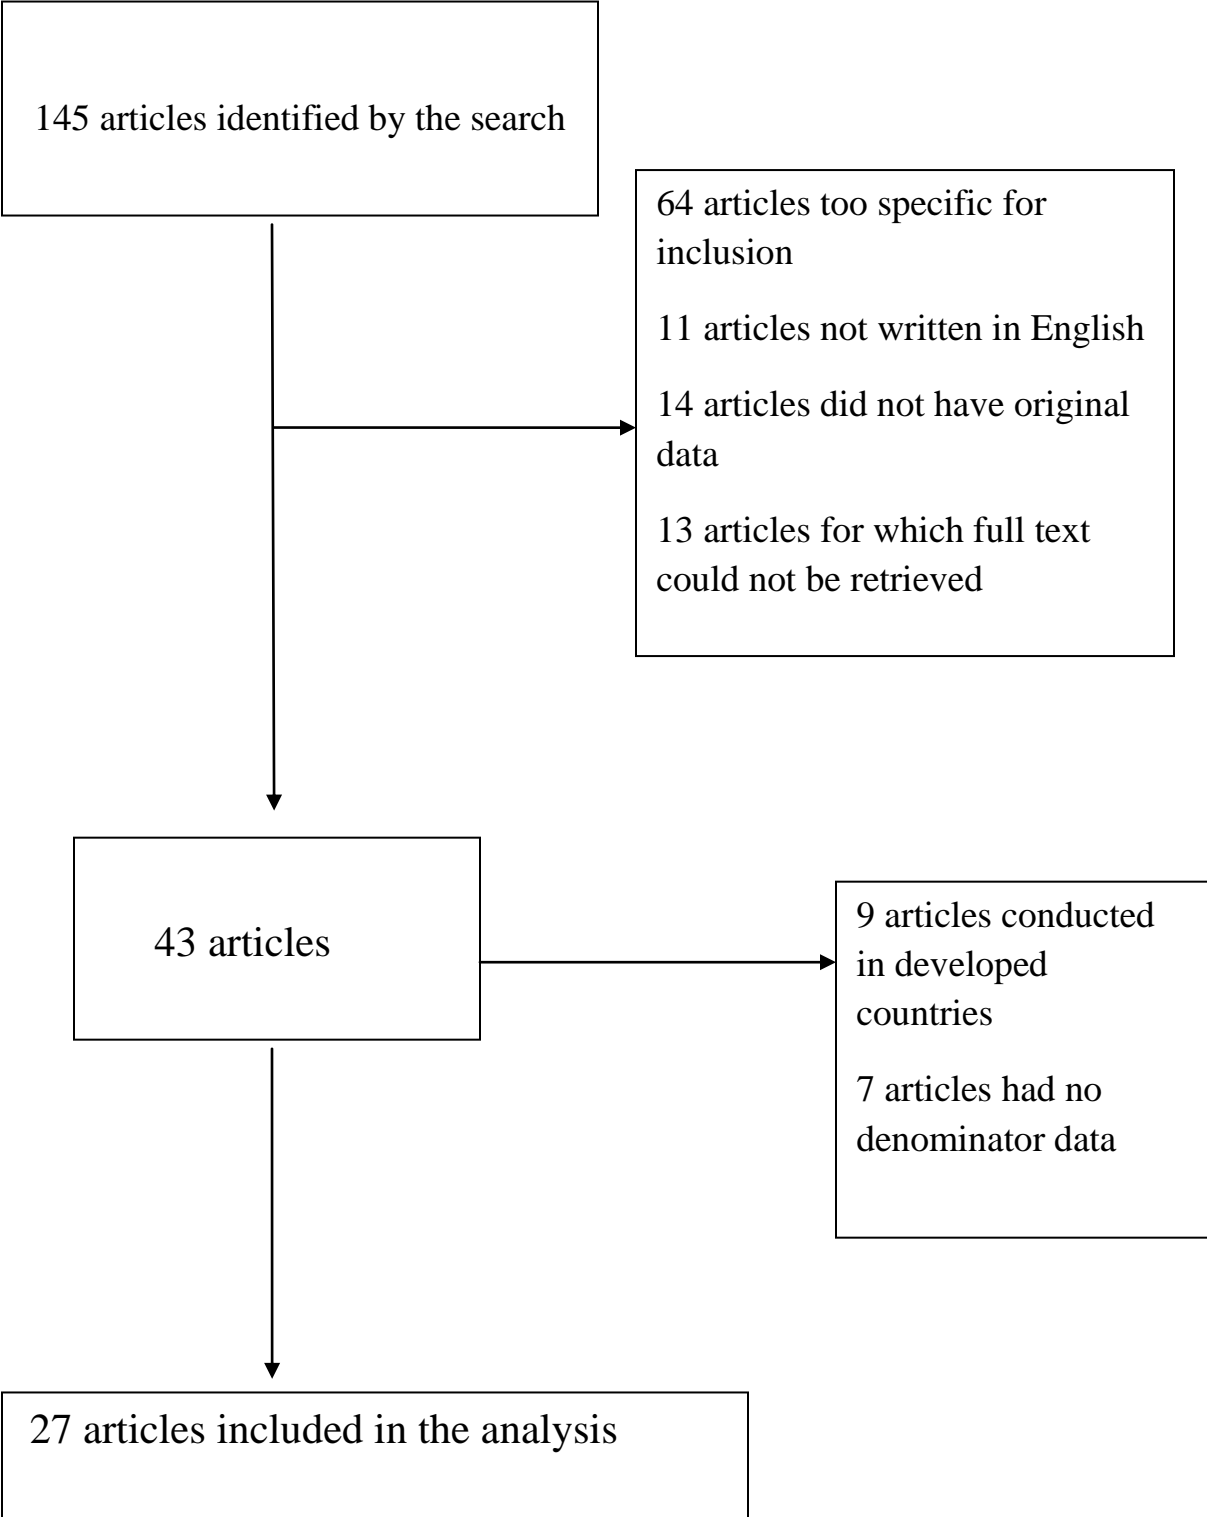 145 articles identified by the search
64 articles too specific for
inclusion
11 articles not written in English
14 articles did not have original
data
13 articles for which full text
could not be retrieved
43 articles
9 articles conducted
in developed
countries
7 articles had no
denominator data
27 articles included in the analysis